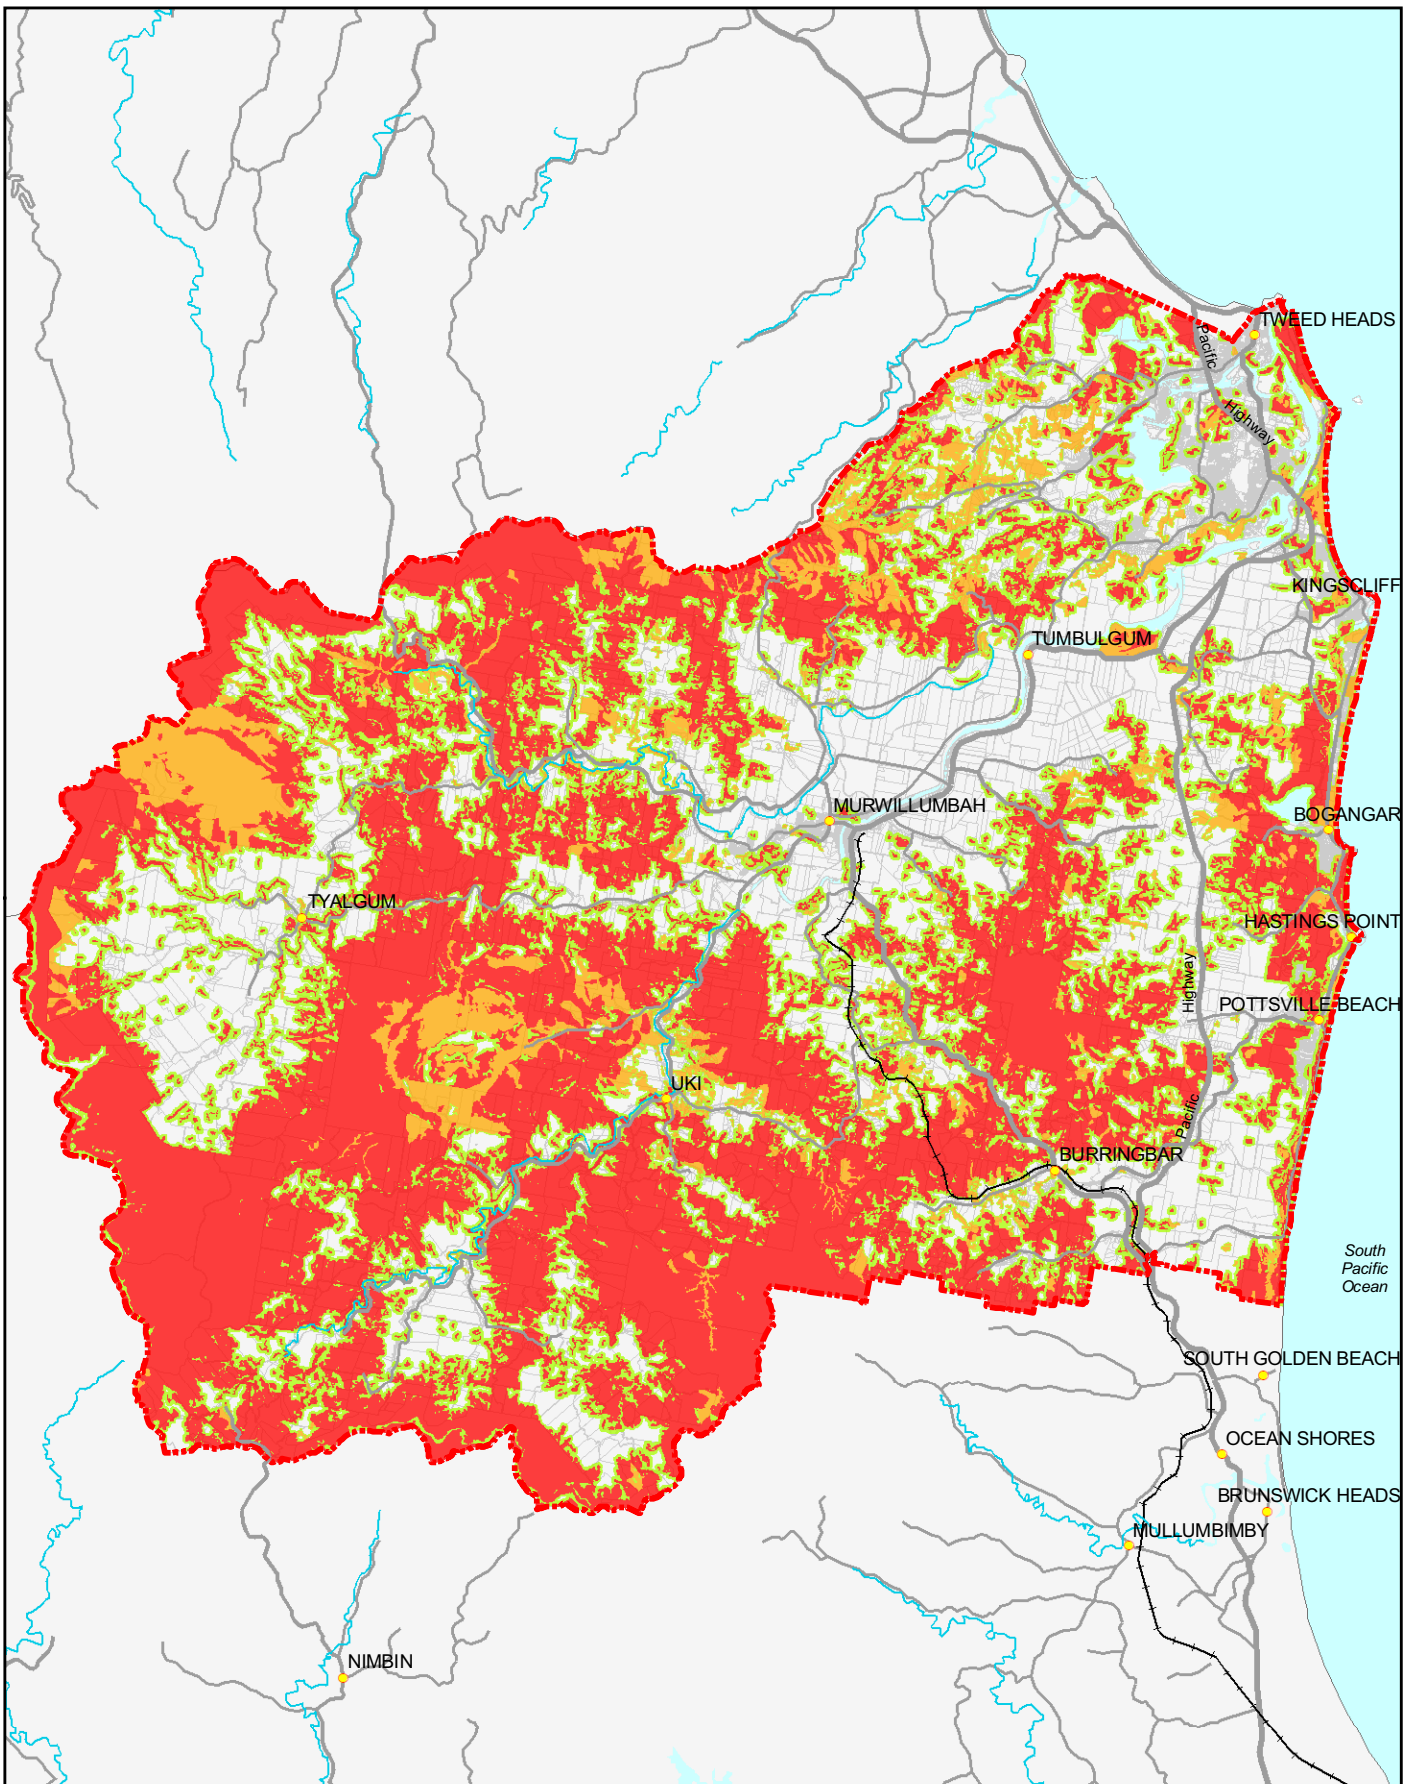 TWEED HEADS
Pacific
Highway
KINGSCLIFF
TUMBULGUM
MURWILLUMBAH
BOGANGAR
TYALGUM
HASTINGS POINT
Highway
POTTSVILLE BEACH
UKI
Pacific
BURRINGBAR
South
Pacific
Ocean
SOUTH GOLDEN BEACH
OCEAN SHORES
BRUNSWICK HEADS
MULLUMBIMBY
NIMBIN